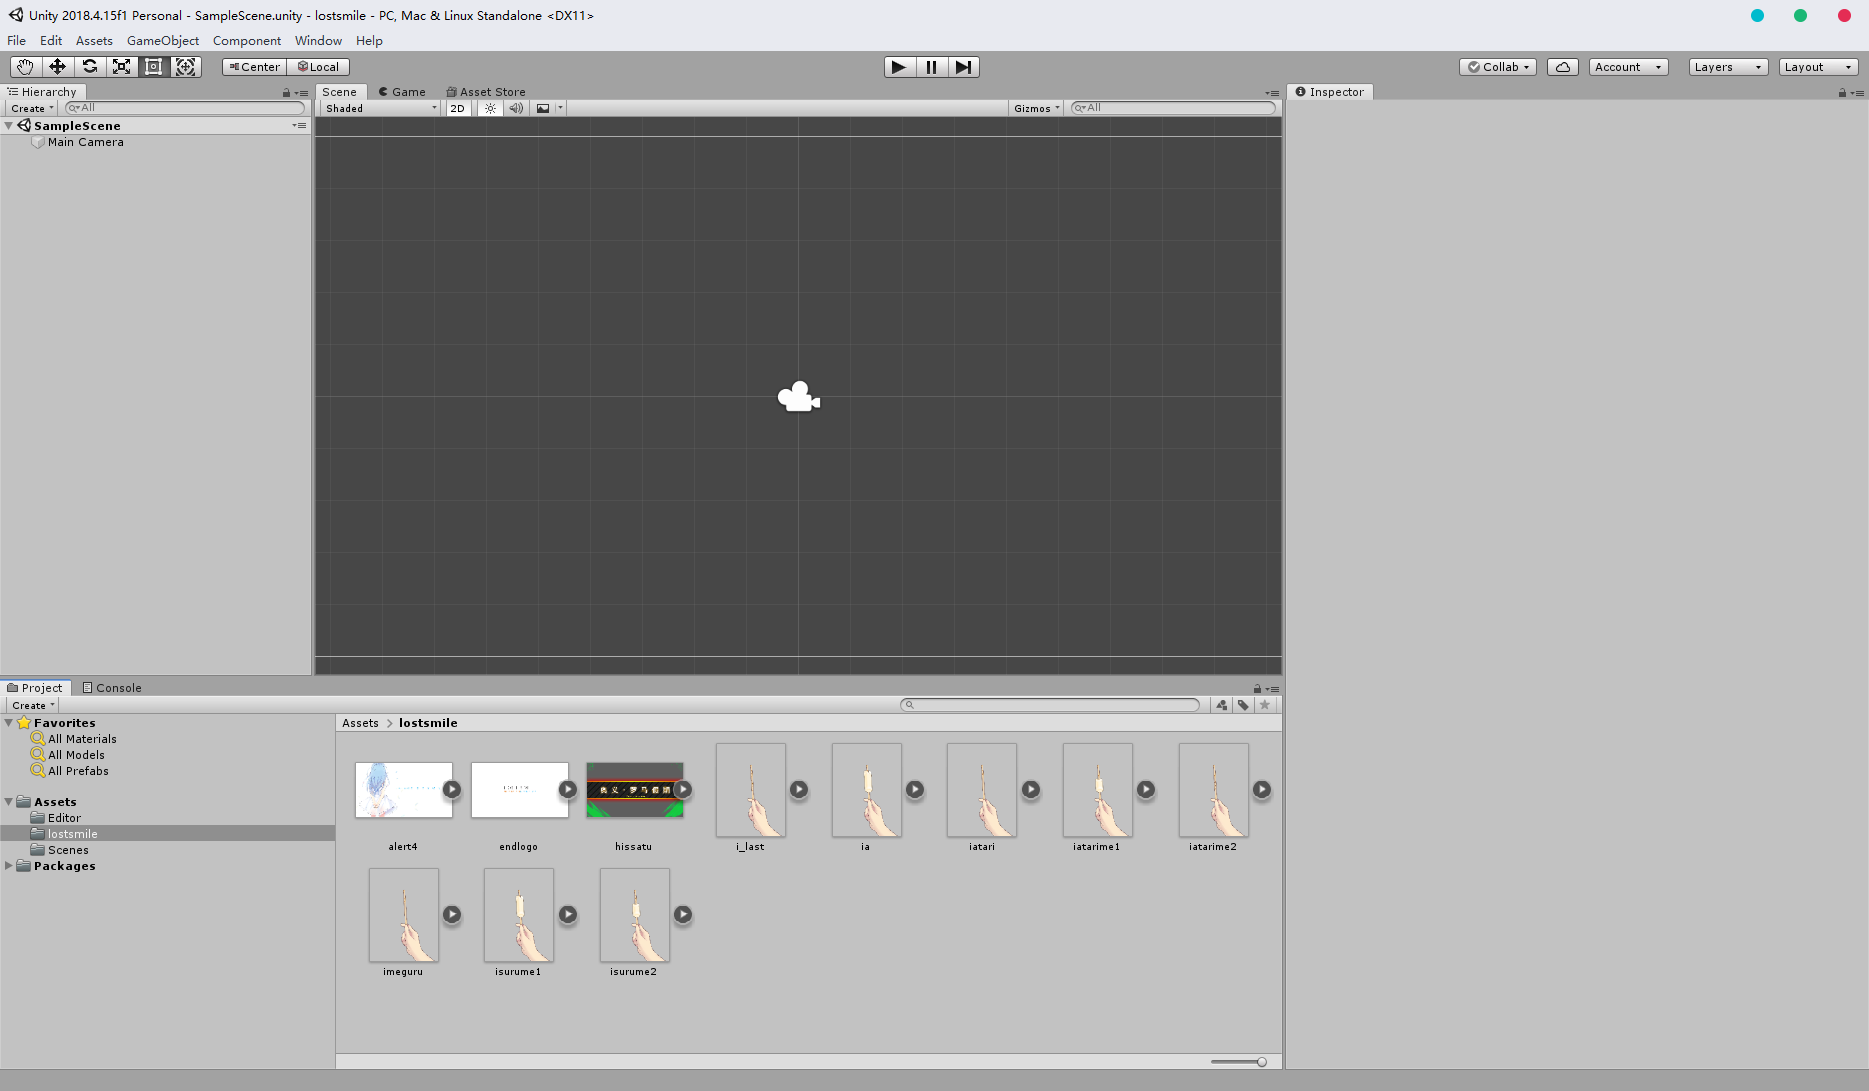 Unity 2018.4.15f1 Personal - SampleScene.unity - lostsmile - PC, Mac & Linux Standalone <DX11>
File Edit Assets GameObject Component Window Help
Center Local Collab Account Layers Layout
Hierarchy Scene Game Asset Store Inspector
Create All Shaded 2D Gizmos All
SampleScene
Main Camera
Project Console
Create
Favorites
All Materials
All Models
All Prefabs
Assets
Editor
lostsmile
Scenes
Packages
Assets > lostsmile
alert4 endlogo hissatu i_last ia iatari iatarime1 iatarime2
imeguru isurume1 isurume2